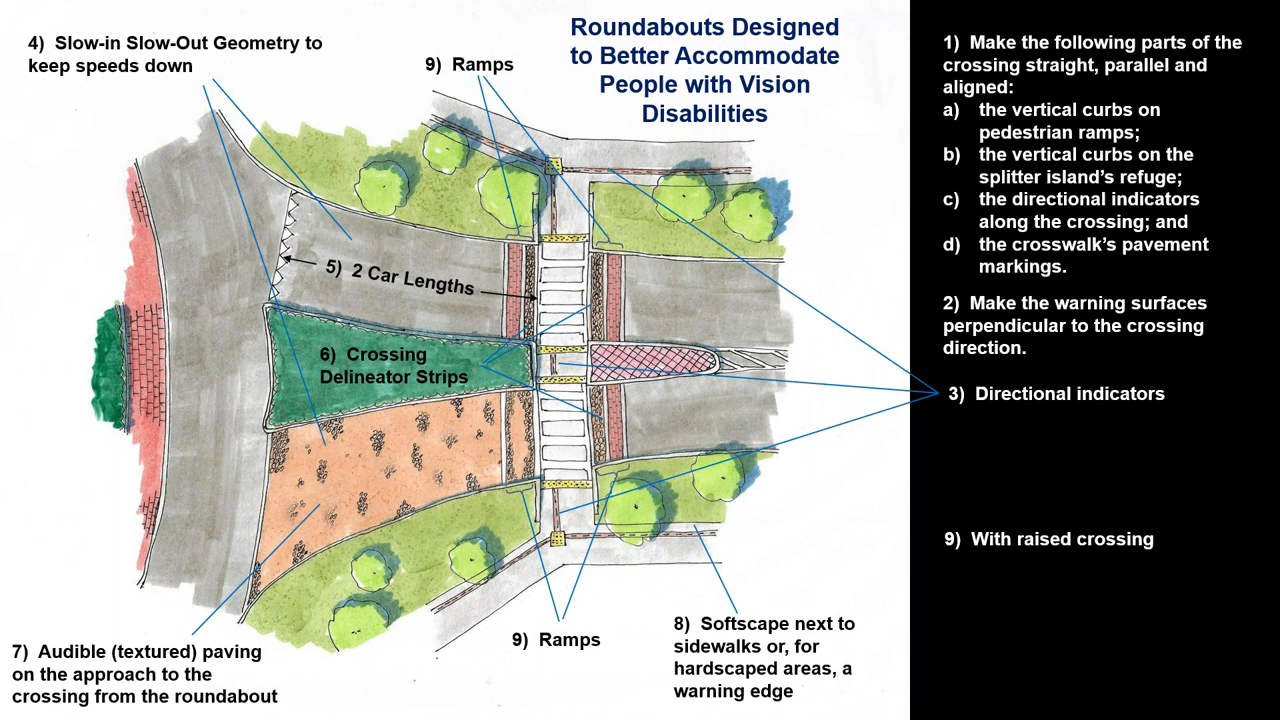 Roundabouts Designed
to Better Accommodate
People with Vision
Disabilities
4)  Slow-in Slow-Out Geometry to
keep speeds down
9)  Ramps
5)  2 Car Lengths
6)  Crossing
Delineator Strips
7)  Audible (textured) paving
on the approach to the
crossing from the roundabout
9)  Ramps
8)  Softscape next to
sidewalks or, for
hardscaped areas, a
warning edge
1)  Make the following parts of the
crossing straight, parallel and
aligned:
a)  the vertical curbs on
pedestrian ramps;
b)  the vertical curbs on the
splitter island’s refuge;
c)  the directional indicators
along the crossing; and
d)  the crosswalk’s pavement
markings.
2)  Make the warning surfaces
perpendicular to the crossing
direction.
3)  Directional indicators
9)  With raised crossing